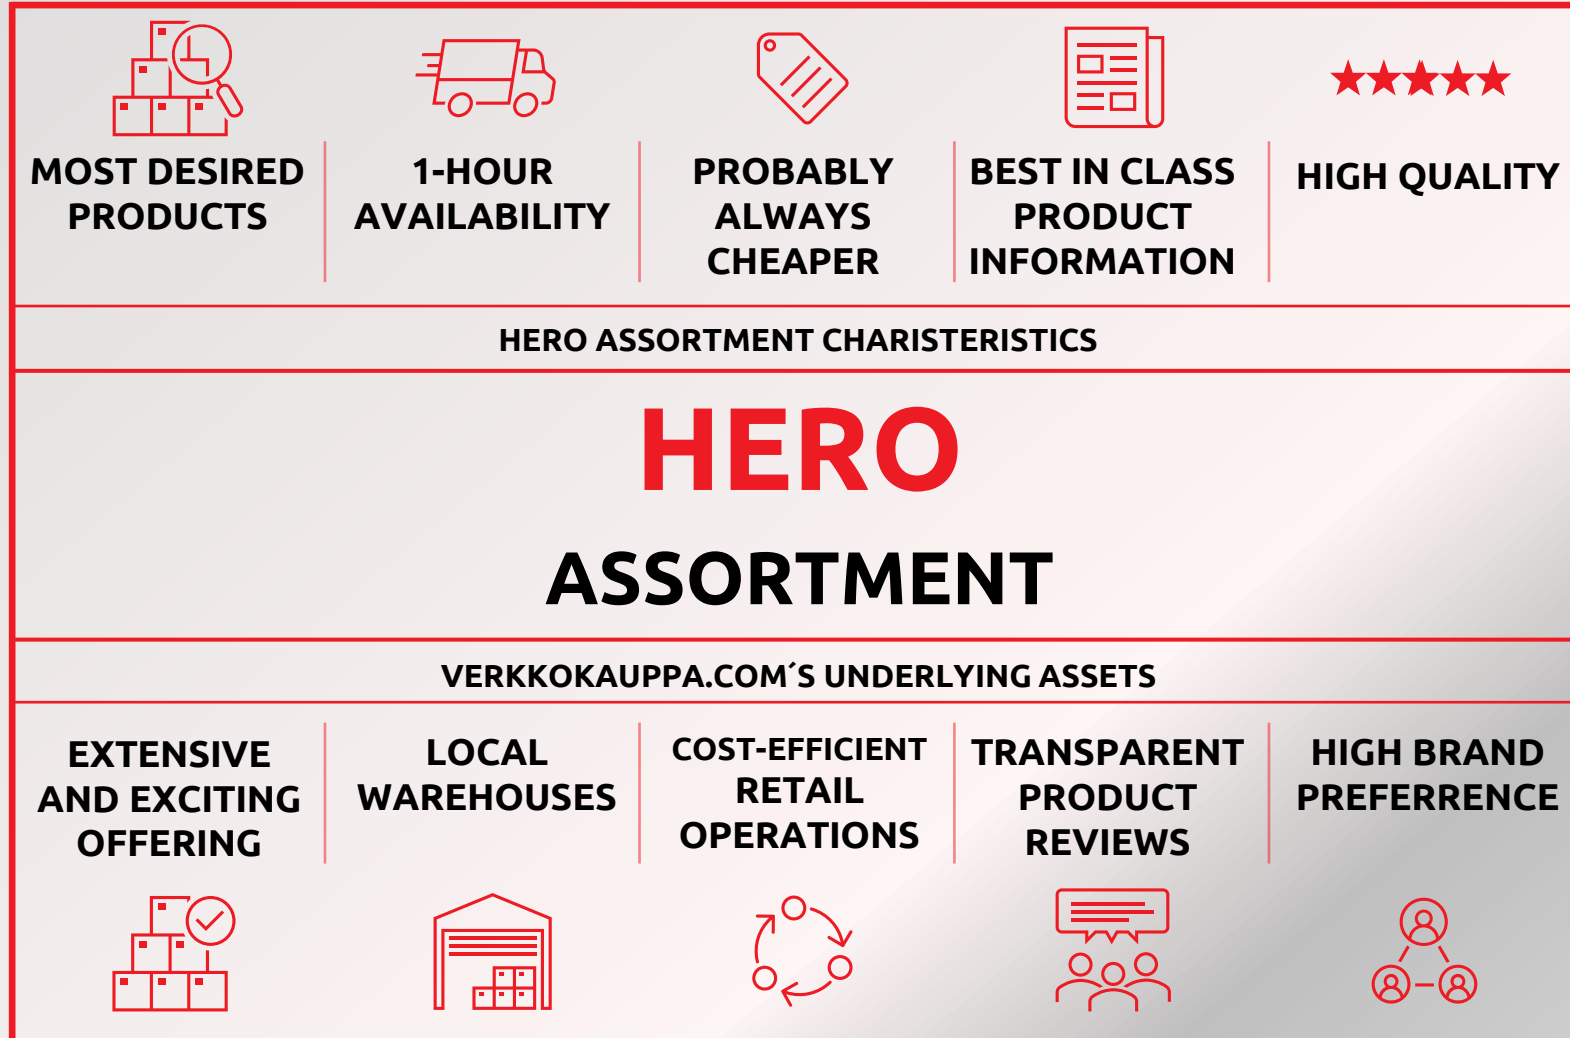 MOST DESIRED
PRODUCTS
1-HOUR
AVAILABILITY
PROBABLY
ALWAYS
CHEAPER
BEST IN CLASS
PRODUCT
INFORMATION
HIGH QUALITY
HERO ASSORTMENT CHARISTERISTICS
HERO
ASSORTMENT
VERKKOKAUPPA.COM´S UNDERLYING ASSETS
EXTENSIVE
AND EXCITING
OFFERING
LOCAL
WAREHOUSES
COST-EFFICIENT
RETAIL
OPERATIONS
TRANSPARENT
PRODUCT
REVIEWS
HIGH BRAND
PREFERRENCE